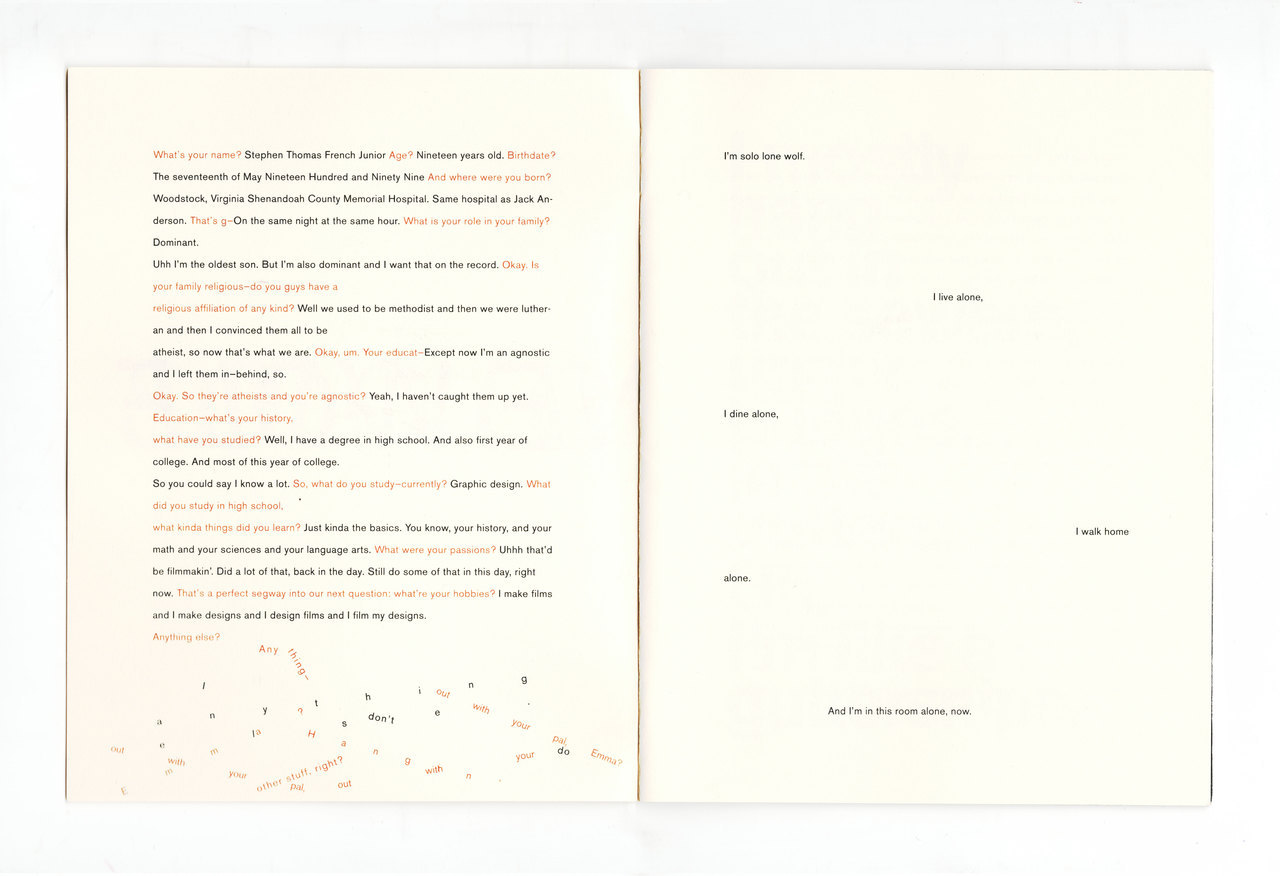 What's your name? Stephen Thomas French Junior Age? Nineteen years old. Birthdate?
The seventeenth of May Nineteen Hundred and Ninety Nine And where were you born?
Woodstock, Virginia Shenandoah County Memorial Hospital. Same hospital as Jack An-
derson. That's g–On the same night at the same hour. What is your role in your family?
Dominant.
Uhh I'm the oldest son. But I'm also dominant and I want that on the record. Okay. Is
your family religious–do you guys have a
religious affiliation of any kind? Well we used to be methodist and then we were luther-
an and then I convinced them all to be
atheist, so now that's what we are. Okay, um. Your educat–Except now I'm an agnostic
and I left them in–behind, so.
Okay. So they're atheists and you're agnostic? Yeah, I haven't caught them up yet.
Education–what's your history,
what have you studied? Well, I have a degree in high school. And also first year of
college. And most of this year of college.
So you could say I know a lot. So, what do you study–currently? Graphic design. What
did you study in high school,
what kinda things did you learn? Just kinda the basics. You know, your history, and your
math and your sciences and your language arts. What were your passions? Uhhh that'd
be filmmakin'. Did a lot of that, back in the day. Still do some of that in this day, right
now. That's a perfect segway into our next question: what're your hobbies? I make films
and I make designs and I design films and I film my designs.
Anything else?
Any thing–
I h i out n g
a n y ? t s don't e with your .
out e m la H a n pal, do
with your other stuff, right? g with your Emma?
m n .
E pal, out
I'm solo lone wolf.
I live alone,
I dine alone,
I walk home
alone.
And I'm in this room alone, now.